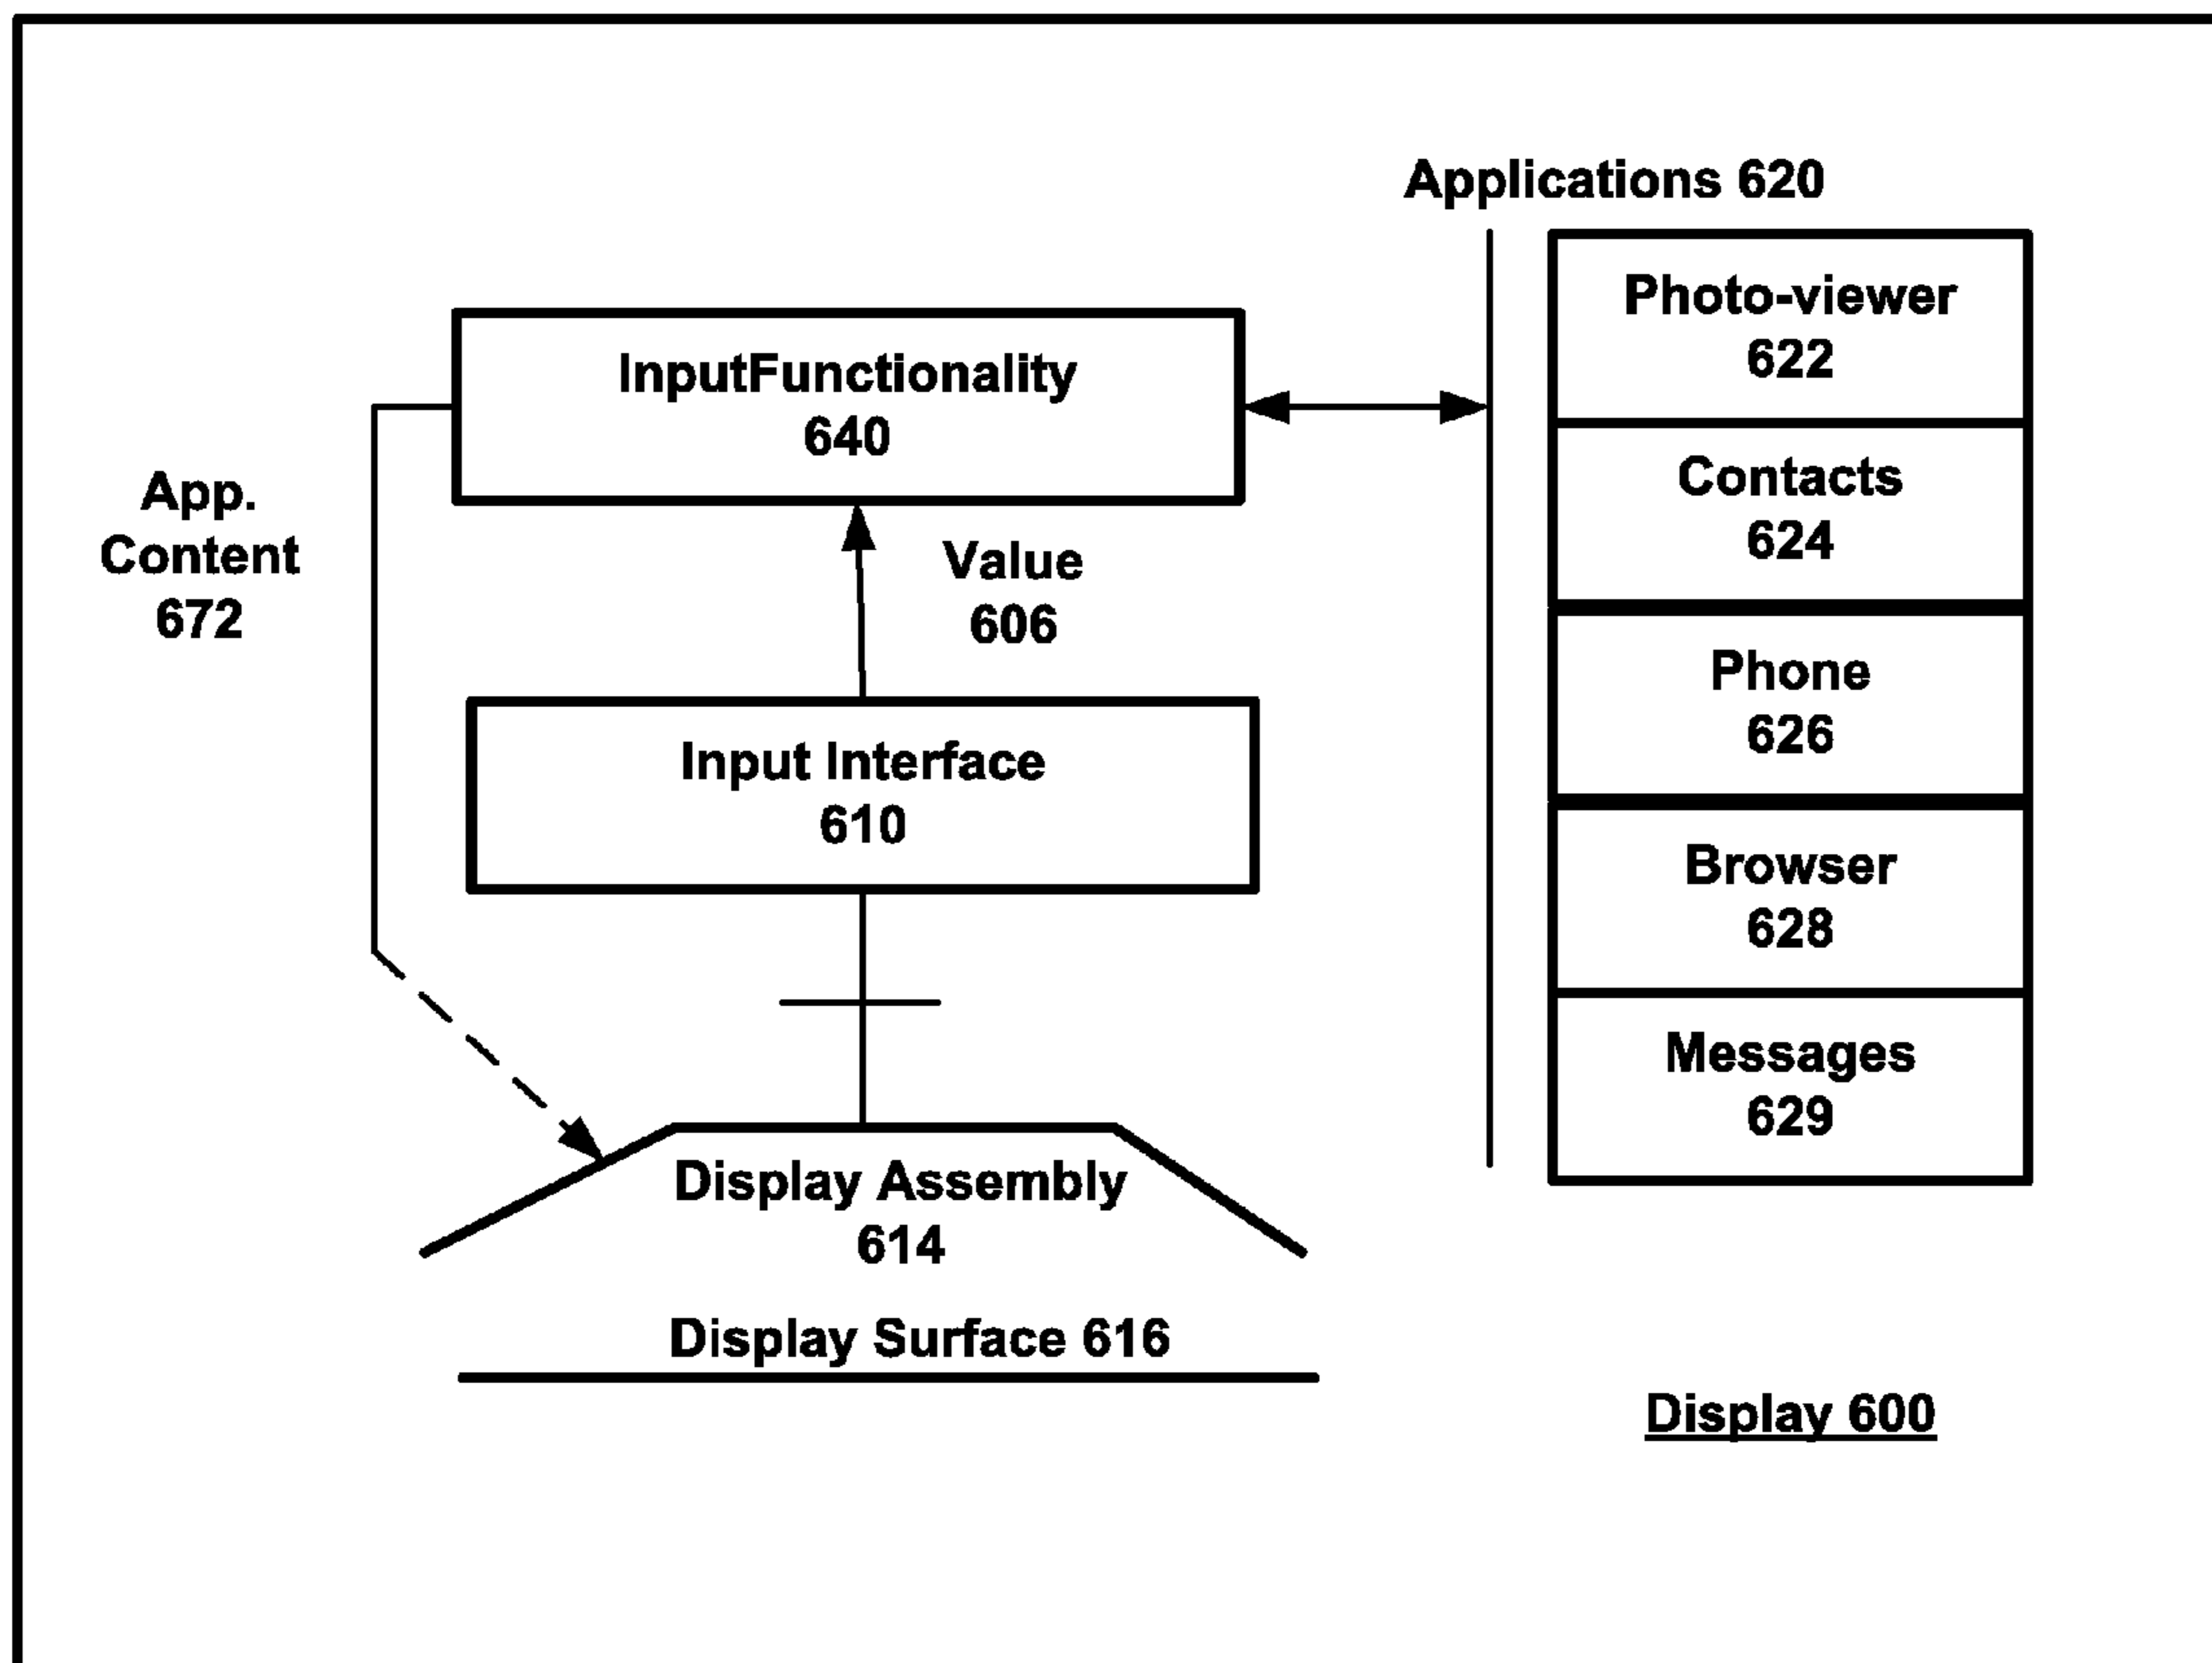 Applications 620
Photo-viewer
622
InputFunctionality
640
Contacts
624
App.
Content
672
Value
606
Phone
626
Input Interface
610
Browser
628
Messages
629
Display Assembly
614
Display Surface 616
Display 600